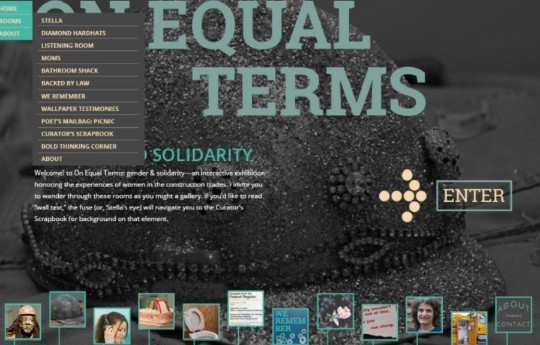 HOME
ROOMS
ABOUT
ON EQUAL
TERMS
STELLA
DIAMOND HARDHATS
LISTENING ROOM
MOMS
BATHROOM SHACK
BACKED BY LAW
WE REMEMBER
WALLPAPER TESTIMONIES
POET'S MAILBAG: PICNIC
CURATOR'S SCRAPBOOK
BOLD THINKING CORNER
ABOUT
SOLIDARITY
Welcome! to On Equal Terms: gender & solidarity—an interactive exhibition
honoring the experiences of women in the construction trades. I invite you
to wander through these rooms as you might a gallery. If you'd like to read
"wall text," the fuse (or, Stella's eye) will navigate you to the Curator's
Scrapbook for background on that element.
ENTER
Federal Register
WE
REMEM
BER
ABOUT
CONTACT